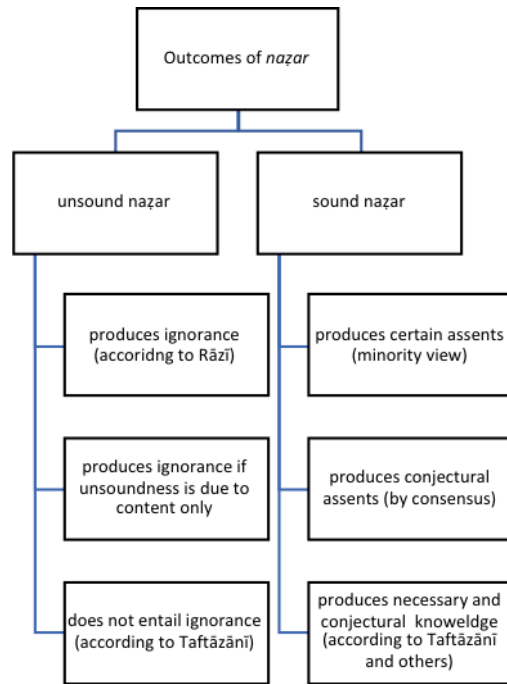 Outcomes of naẓar
unsound naẓar
sound naẓar
produces ignorance
(accoridng to Rāzī)
produces certain assents
(minority view)
produces ignorance if
unsoundness is due to
content only
produces conjectural
assents (by consensus)
does not entail ignorance
(according to Taftāzānī)
produces necessary and
conjectural knoweldge
(according to Taftāzānī
and others)